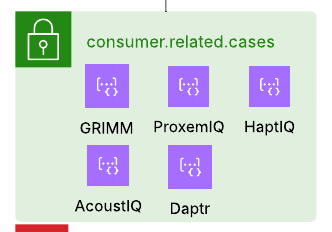 consumer.related.cases
GRIMM
ProxemIQ
HaptIQ
AcoustIQ
Daptr